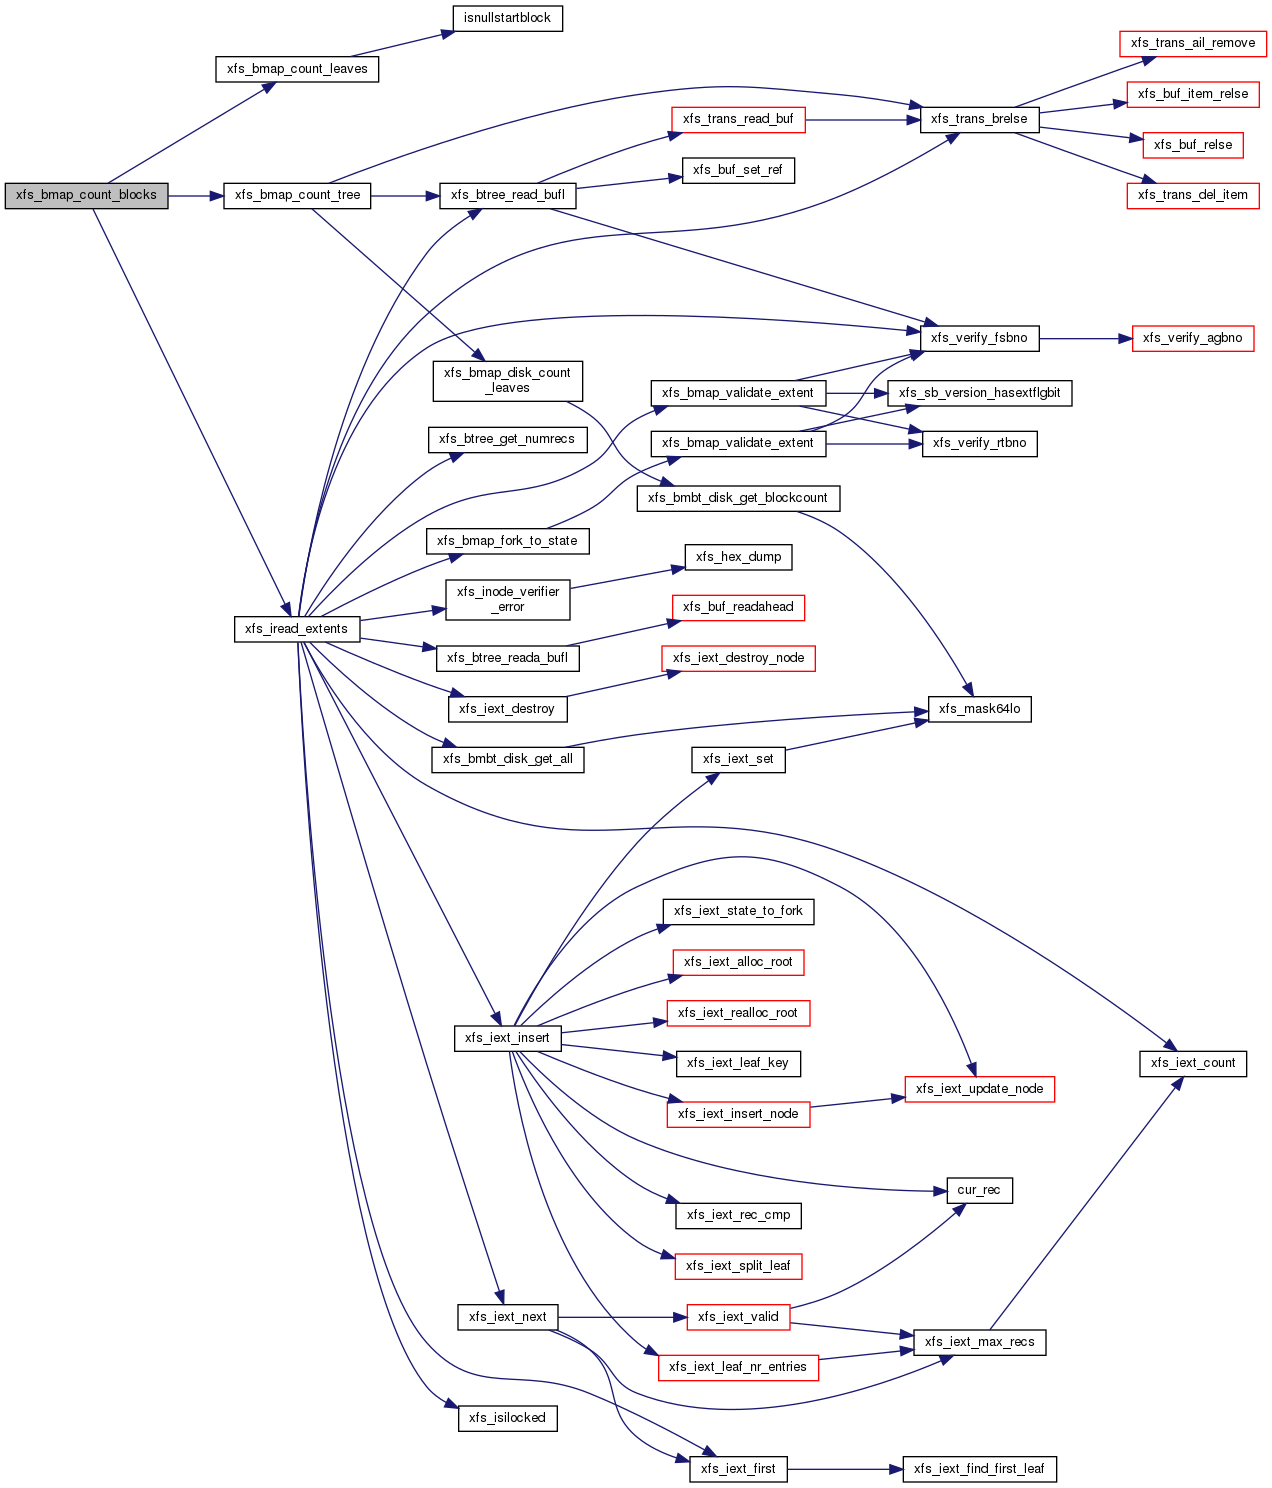 isnullstartblock
xfs_trans_ail_remove
xfs_bmap_count_leaves
xfs_buf_item_relse
xfs_trans_read_buf
xfs_trans_brelse
xfs_buf_relse
xfs_buf_set_ref
xfs_bmap_count_blocks
xfs_bmap_count_tree
xfs_btree_read_bufl
xfs_trans_del_item
xfs_verify_fsbno
xfs_verify_agbno
xfs_bmap_disk_count
_leaves
xfs_bmap_validate_extent
xfs_sb_version_hasextflgbit
xfs_btree_get_numrecs
xfs_bmap_validate_extent
xfs_verify_rtbno
xfs_bmbt_disk_get_blockcount
xfs_bmap_fork_to_state
xfs_hex_dump
xfs_inode_verifier
_error
xfs_buf_readahead
xfs_iread_extents
xfs_btree_reada_bufl
xfs_iext_destroy_node
xfs_iext_destroy
xfs_mask64lo
xfs_bmbt_disk_get_all
xfs_iext_set
xfs_iext_state_to_fork
xfs_iext_alloc_root
xfs_iext_realloc_root
xfs_iext_insert
xfs_iext_leaf_key
xfs_iext_count
xfs_iext_update_node
xfs_iext_insert_node
cur_rec
xfs_iext_rec_cmp
xfs_iext_split_leaf
xfs_iext_next
xfs_iext_valid
xfs_iext_max_recs
xfs_iext_leaf_nr_entries
xfs_isilocked
xfs_iext_first
xfs_iext_find_first_leaf